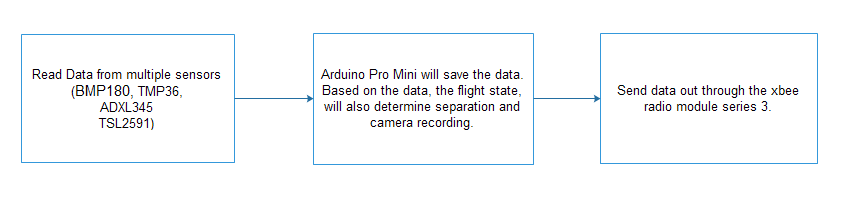 Read Data from multiple sensors
(BMP180, TMP36,
ADXL345
TSL2591)
Arduino Pro Mini will save the data.
Based on the data, the flight state,
will also determine separation and
camera recording.
Send data out through the xbee
radio module series 3.